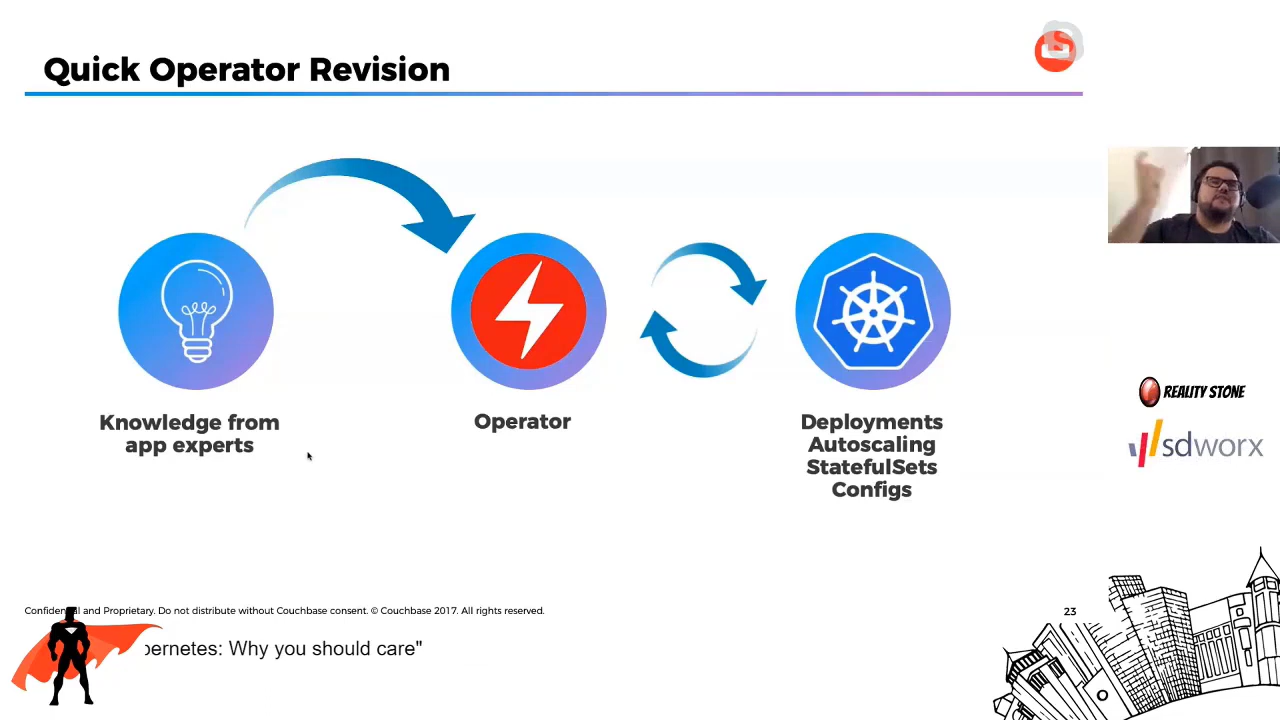 Quick Operator Revision
Knowledge from
app experts
Operator
Deployments
Autoscaling
StatefulSets
Configs
REALITY STONE
sdworx
Confidential and Proprietary. Do not distribute without Couchbase consent. © Couchbase 2017. All rights reserved.
23
bernetes: Why you should care"